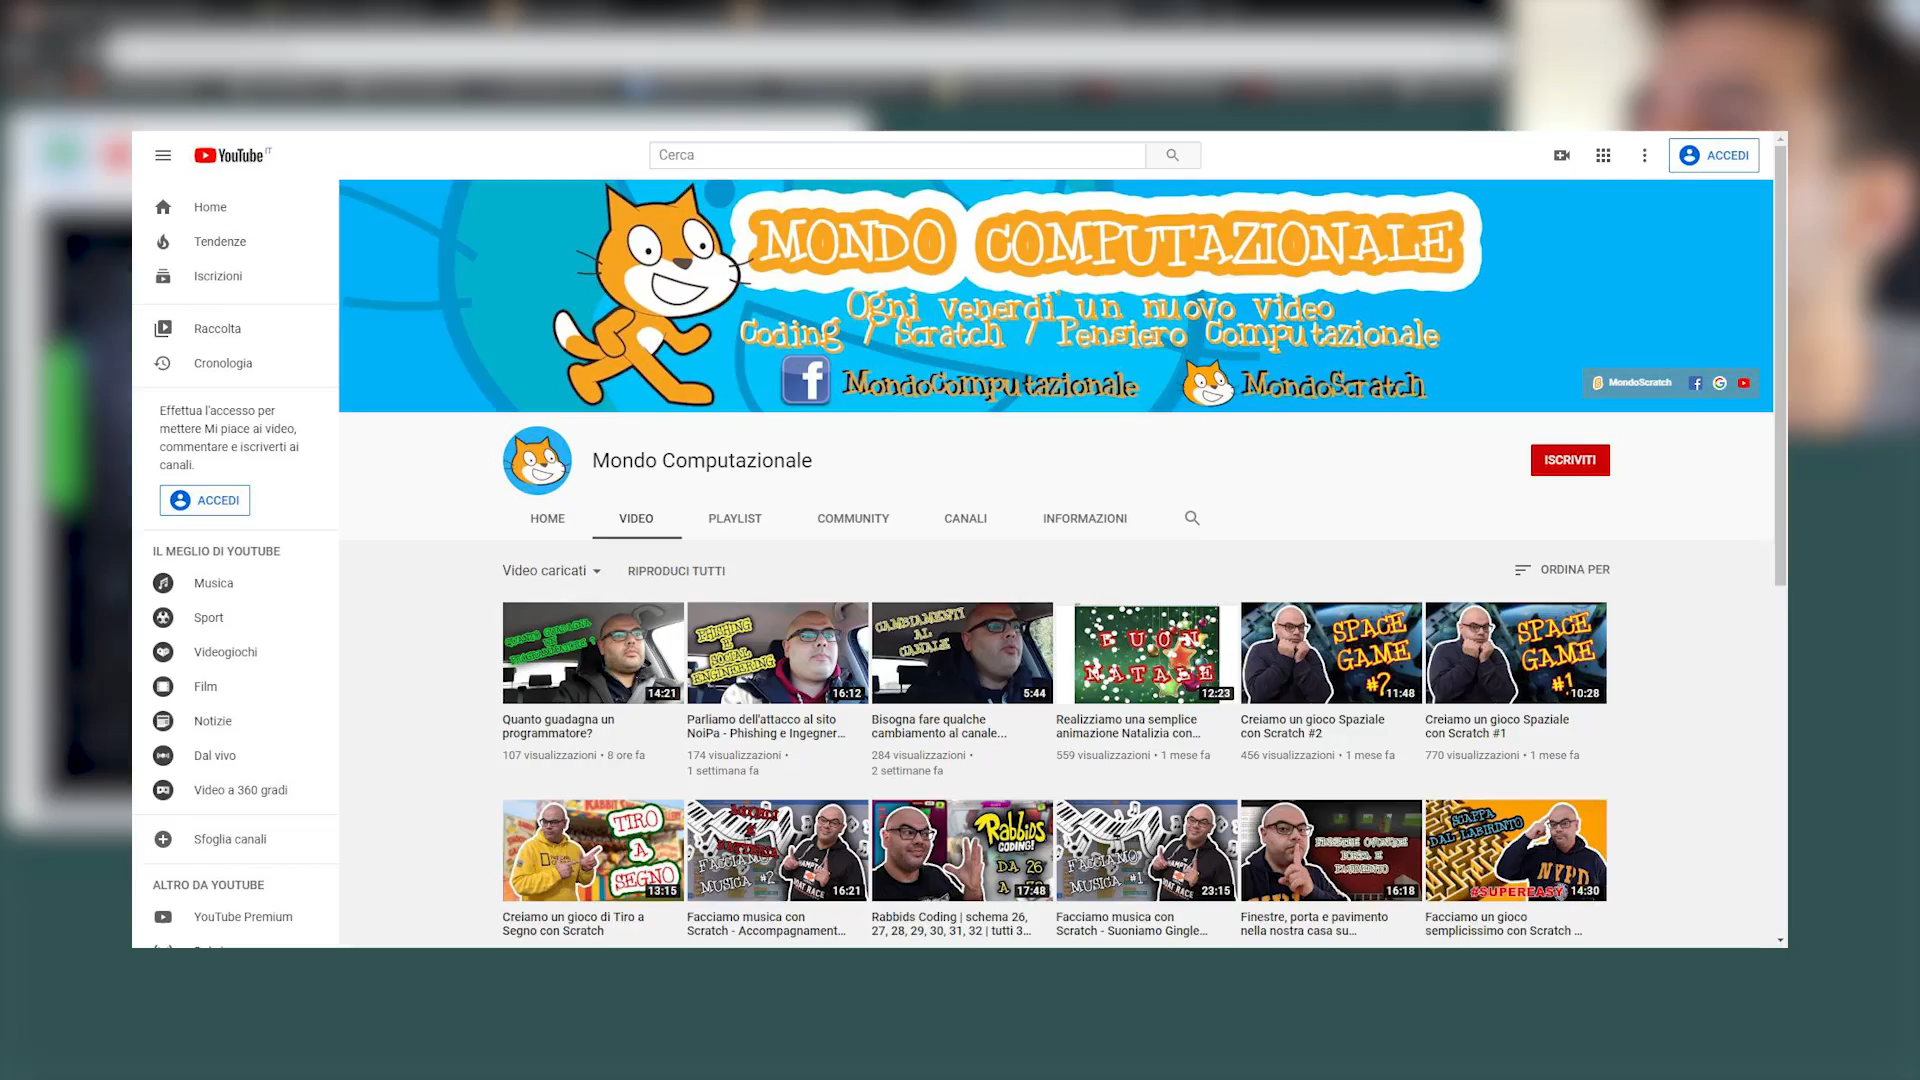 YouTube IT
Cerca
ACCEDI
Home
Tendenze
Iscrizioni
Raccolta
Cronologia
Effettua l'accesso per
mettere Mi piace ai video,
commentare e iscriverti ai
canali.
ACCEDI
IL MEGLIO DI YOUTUBE
Musica
Sport
Videogiochi
Film
Notizie
Dal vivo
Video a 360 gradi
Sfoglia canali
ALTRO DA YOUTUBE
YouTube Premium
MONDO COMPUTAZIONALE
Ogni venerdi' un nuovo video
Coding / Scratch / Pensiero Computazionale
f MondoComputazionale
MondoScratch
MondoScratch
Mondo Computazionale
ISCRIVITI
HOME
VIDEO
PLAYLIST
COMMUNITY
CANALI
INFORMAZIONI
Video caricati
RIPRODUCI TUTTI
ORDINA PER
QUANTO GUADAGNA
UN
PROGRAMMATORE?
14:21
Quanto guadagna un
programmatore?
107 visualizzazioni • 8 ore fa
PHISHING
E
SOCIAL
ENGINEERING
16:12
Parliamo dell'attacco al sito
NoiPa - Phishing e Ingegner...
174 visualizzazioni •
1 settimana fa
CAMBIAMENTI
AL
CANALE
5:44
Bisogna fare qualche
cambiamento al canale...
284 visualizzazioni •
2 settimane fa
BUON
NATALE
12:23
Realizziamo una semplice
animazione Natalizia con...
559 visualizzazioni • 1 mese fa
SPACE
GAME
#2
11:48
Creiamo un gioco Spaziale
con Scratch #2
456 visualizzazioni • 1 mese fa
SPACE
GAME
#1
10:28
Creiamo un gioco Spaziale
con Scratch #1
770 visualizzazioni • 1 mese fa
TIRO
A
SEGNO
13:15
Creiamo un gioco di Tiro a
Segno con Scratch
FACCIAMO
MUSICA #2
16:21
Facciamo musica con
Scratch - Accompagnament...
Rabbids
CODING!
DA 26
A
17:48
Rabbids Coding | schema 26,
27, 28, 29, 30, 31, 32 | tutti 3...
FACCIAMO
MUSICA #1
23:15
Facciamo musica con
Scratch - Suoniamo Gingle...
PORTA E
PAVIMENTO
16:18
Finestre, porta e pavimento
nella nostra casa su...
SCAPPA
DAL LABIRINTO
NYPD
#SUPEREASY
14:30
Facciamo un gioco
semplicissimo con Scratch ...